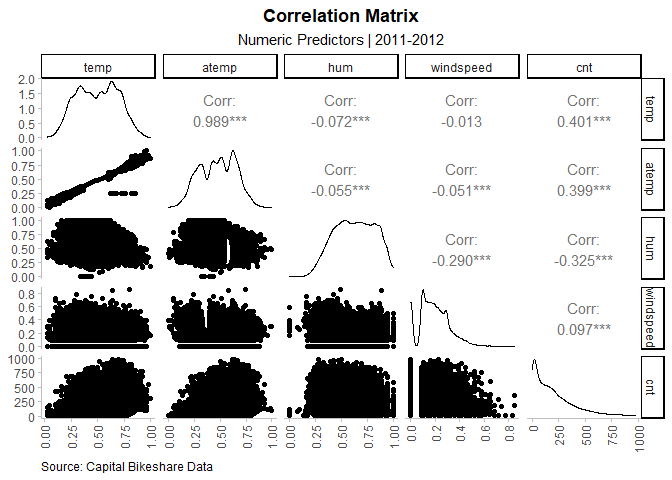 Correlation Matrix
Numeric Predictors | 2011-2012
temp atemp hum windspeed cnt
2.0
1.5
1.0
0.5
0.0
Corr:
0.989***
Corr:
-0.072***
Corr:
-0.013
Corr:
0.401***
temp
1.00
0.75
0.50
0.25
0.00
Corr:
-0.055***
Corr:
-0.051***
Corr:
0.399***
atemp
1.00
0.75
0.50
0.25
0.00
Corr:
-0.290***
Corr:
-0.325***
hum
0.8
0.6
0.4
0.2
0.0
Corr:
0.097***
windspeed
1000
750
500
250
0
cnt
0.00 0.25 0.50 0.75 1.00 0.00 0.25 0.50 0.75 1.00 0.00 0.25 0.50 0.75 1.00 0.0 0.2 0.4 0.6 0.8 0 250 500 750 1000
Source: Capital Bikeshare Data